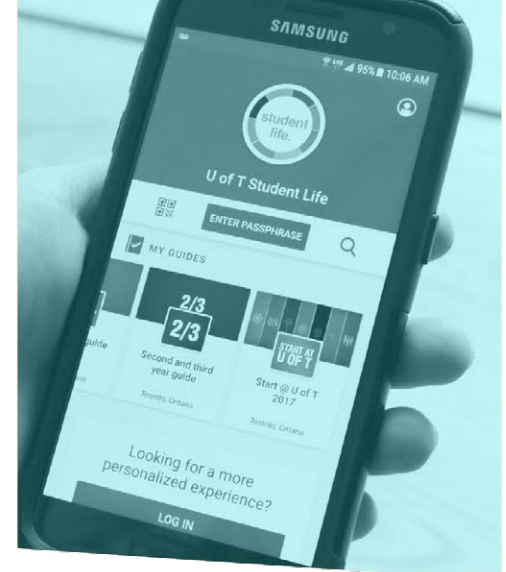 SAMSUNG
LTE 95% 10:06 AM
student
life.
U of T Student Life
ENTER PASSPHRASE
MY GUIDES
guide
2/3
2/3
Second and third
year guide
Toronto, Ontario
START AT
U OF T
Start @ U of T
2017
Toronto, Ontario
Looking for a more
personalized experience?
LOG IN